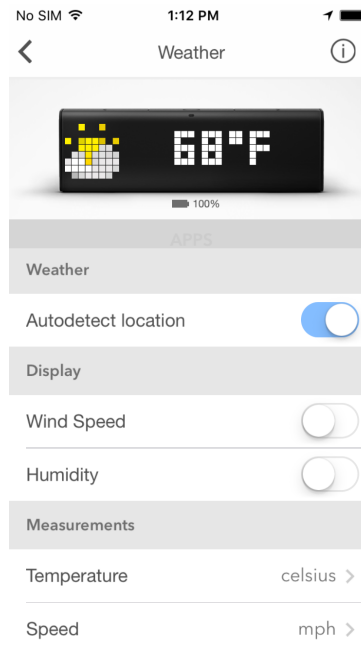 No SIM 1:12 PM
Weather
68°F
100%
APPS
Weather
Autodetect location
Display
Wind Speed
Humidity
Measurements
Temperature celsius
Speed mph